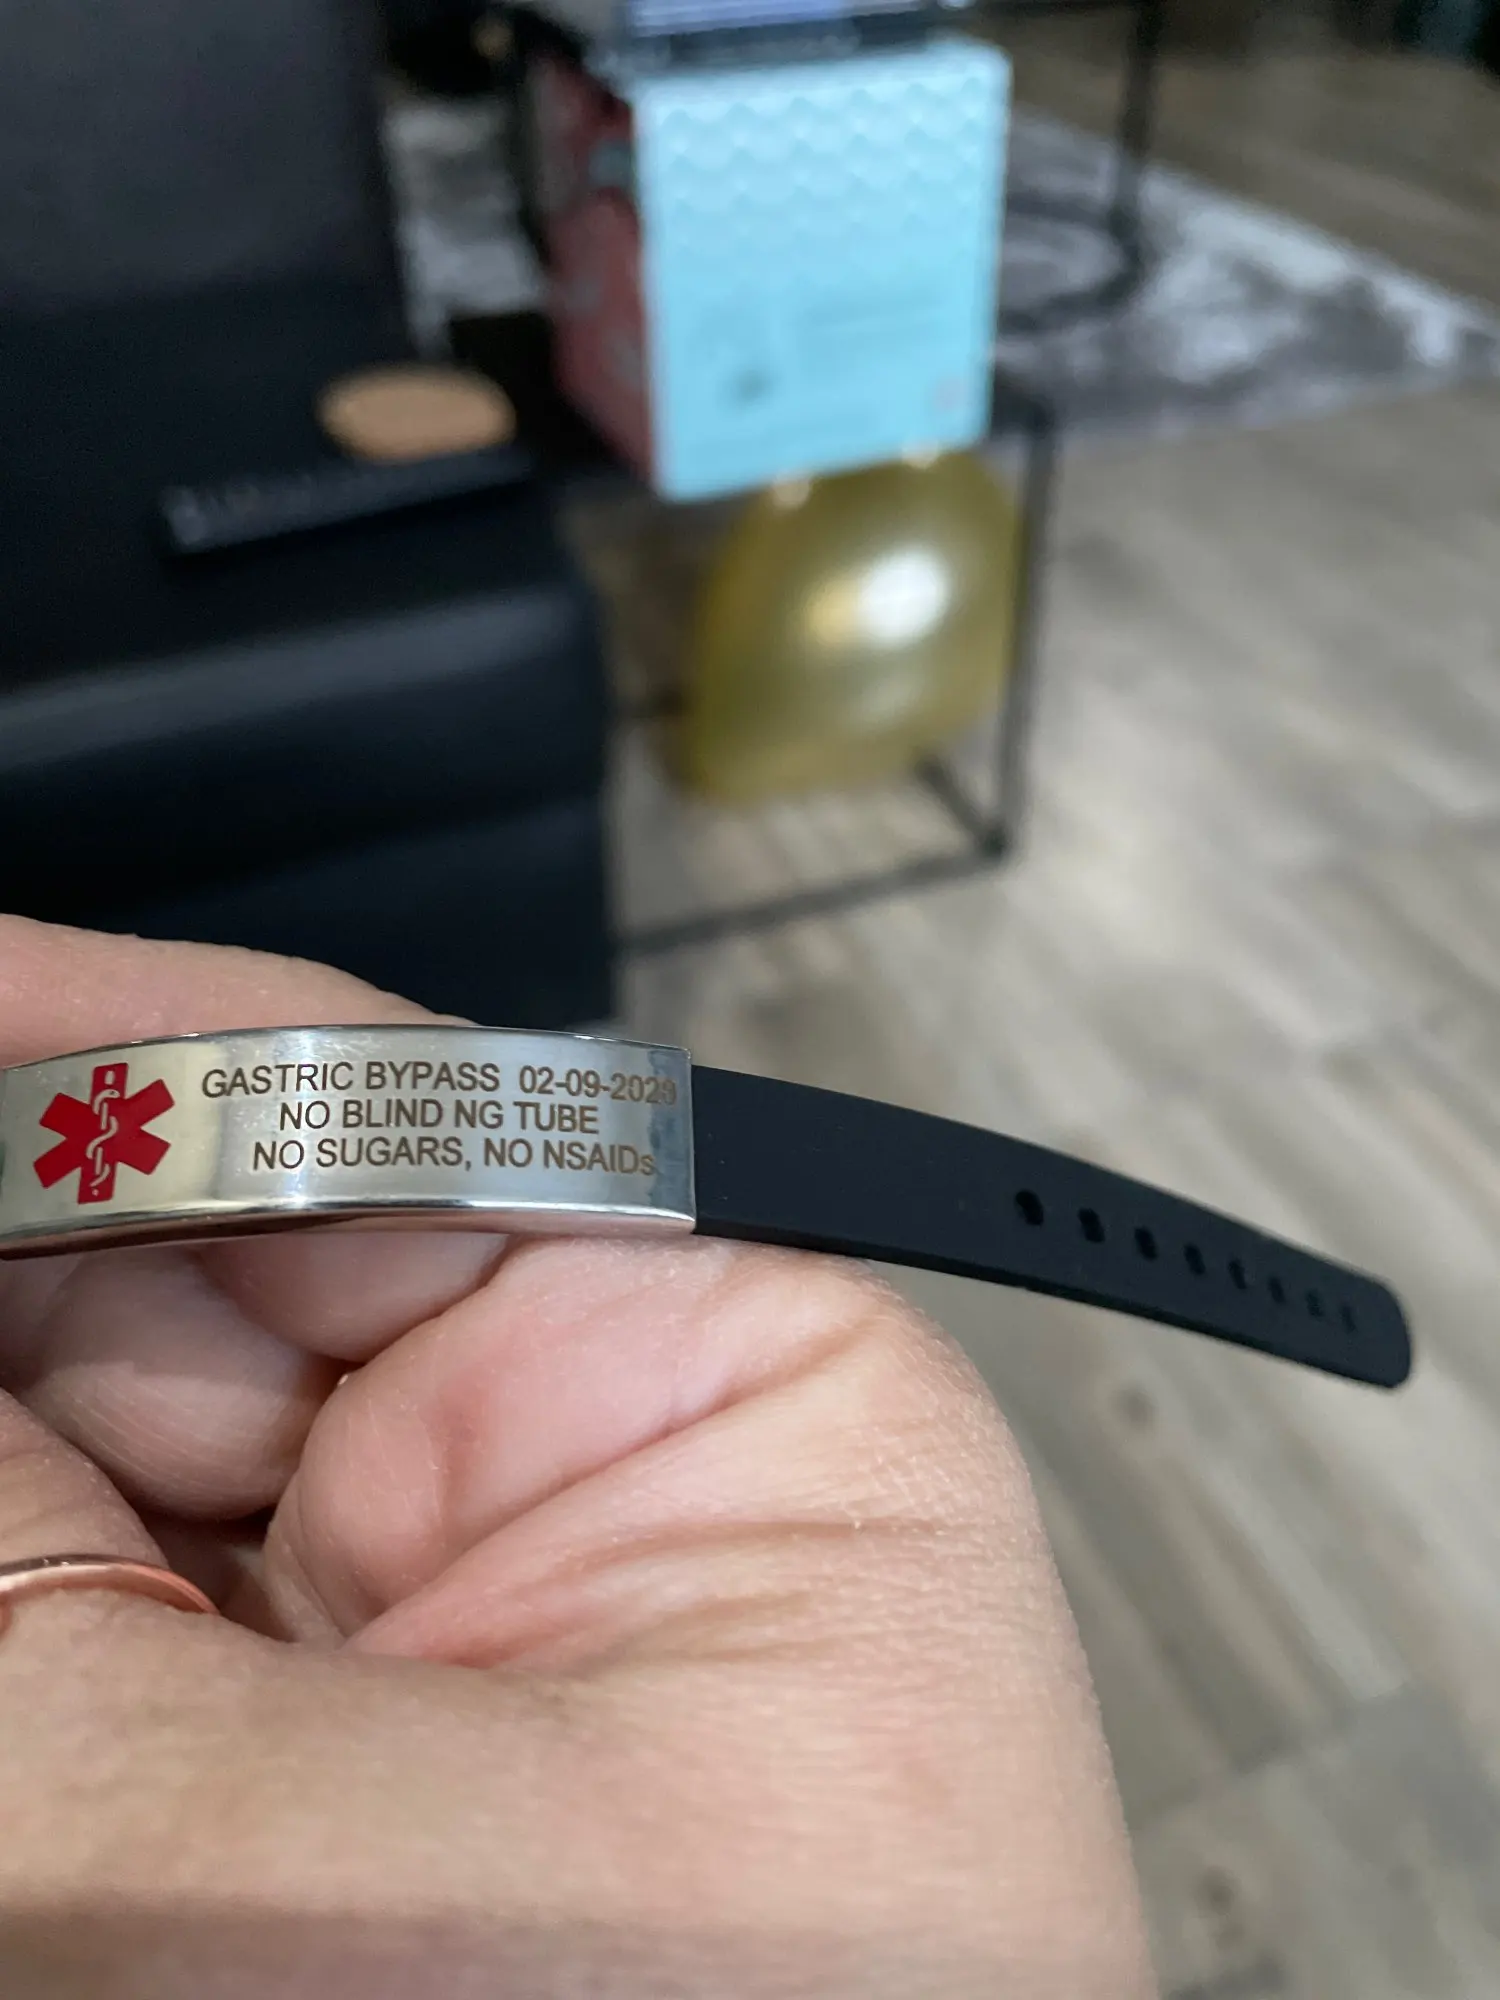 GASTRIC BYPASS 02-09-2020
NO BLIND NG TUBE
NO SUGARS, NO NSAIDs